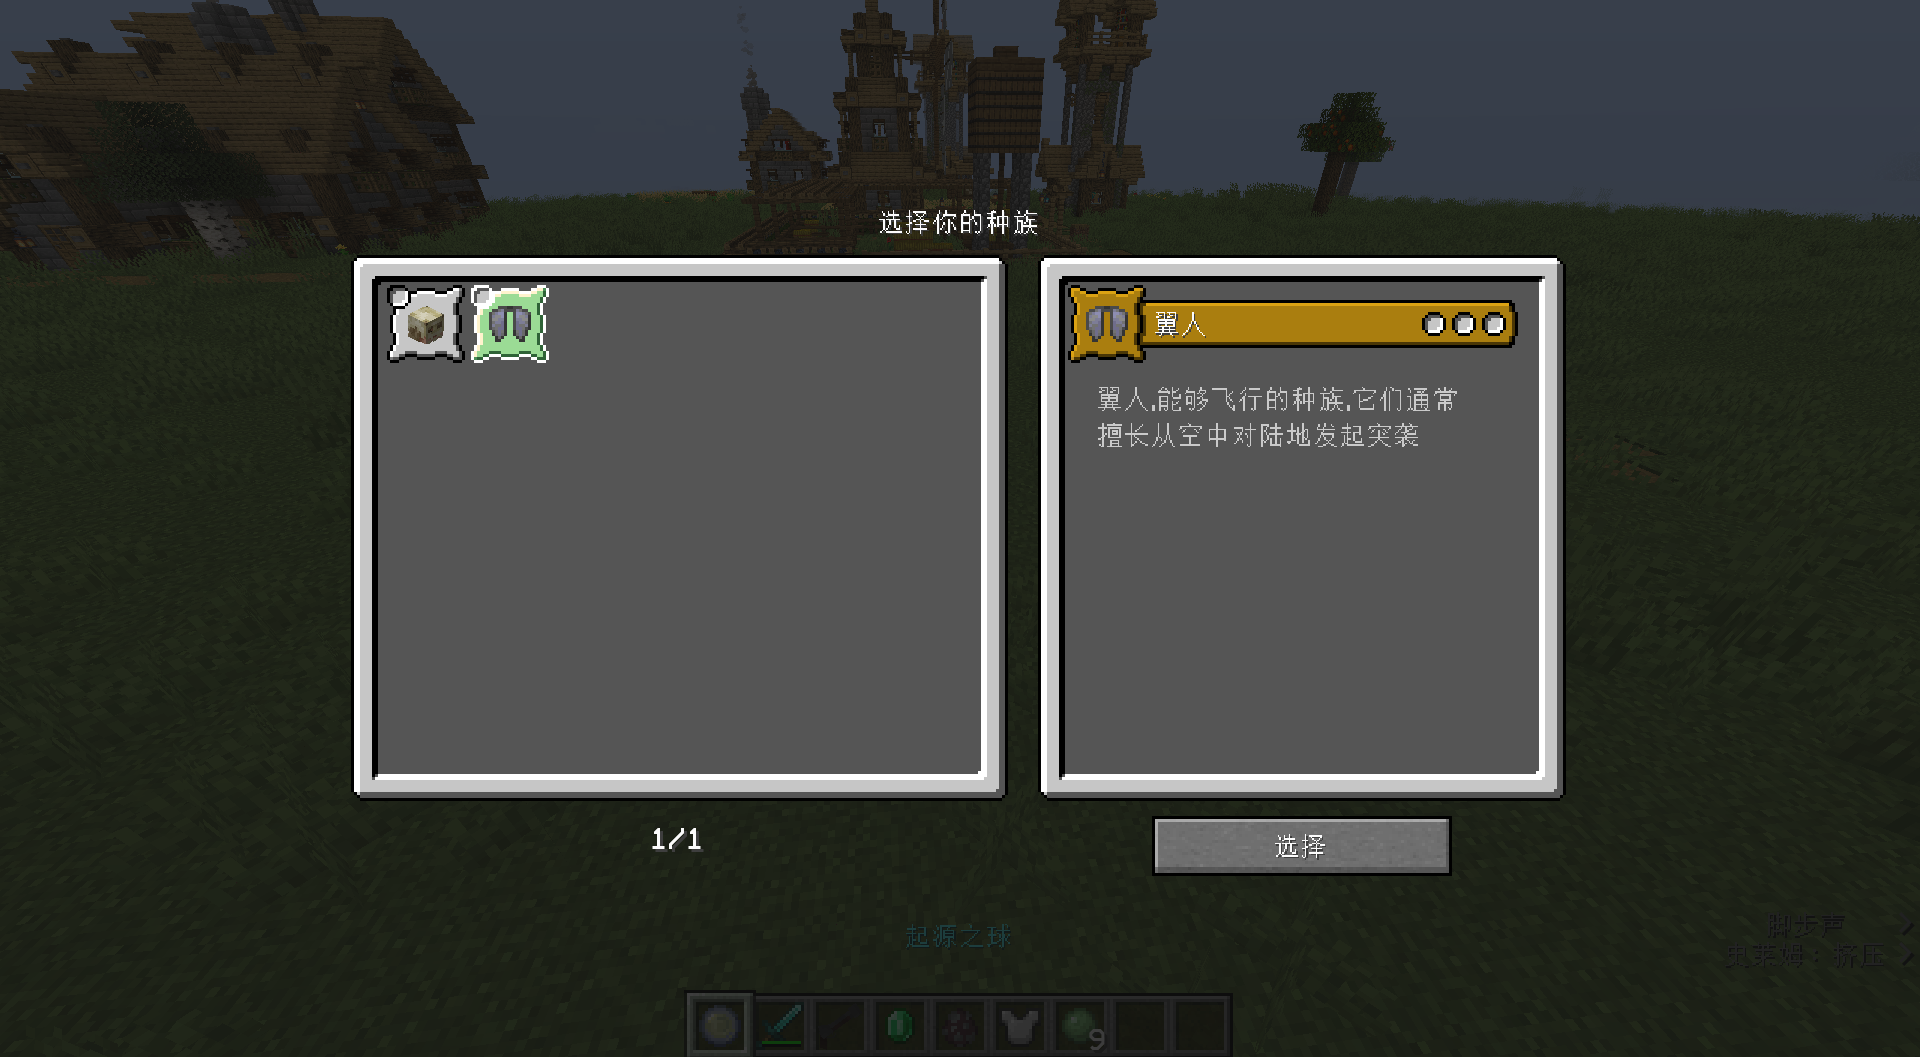 选择你的种族
翼人
翼人,能够飞行的种族,它们通常
擅长从空中对陆地发起突袭
1/1
选择
起源之球
脚步声
史莱姆：挤压
9